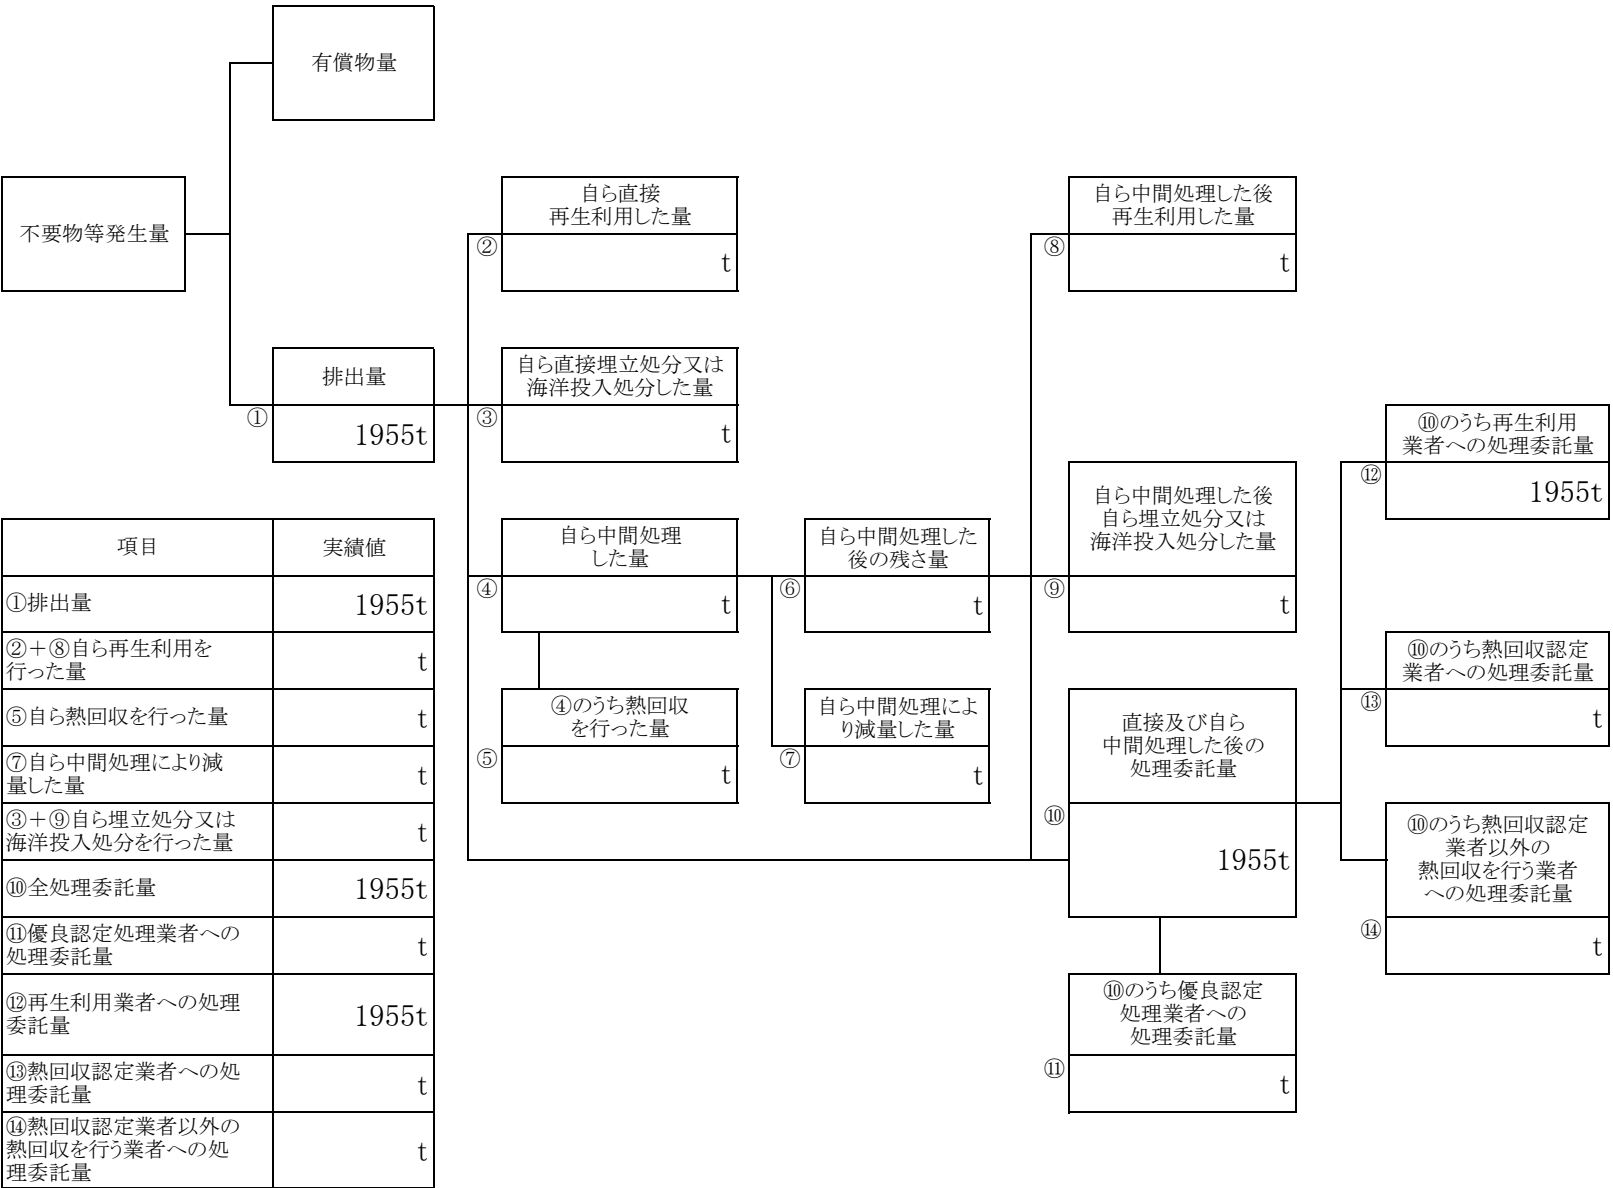 有償物量
不要物等発生量
自ら直接
再生利用した量
②
t
自ら中間処理した後
再生利用した量
⑧
t
排出量
①
1955t
自ら直接埋立処分又は
海洋投入処分した量
③
t
⑩のうち再生利用
業者への処理委託量
⑫
1955t
自ら中間処理
した量
④
t
自ら中間処理した
後の残さ量
⑥
t
自ら中間処理した後
自ら埋立処分又は
海洋投入処分した量
⑨
t
⑩のうち熱回収認定
業者への処理委託量
⑬
t
④のうち熱回収
を行った量
⑤
t
自ら中間処理によ
り減量した量
⑦
t
直接及び自ら
中間処理した後の
処理委託量
⑩
1955t
⑩のうち熱回収認定
業者以外の
熱回収を行う業者
への処理委託量
⑭
t
⑩のうち優良認定
処理業者への
処理委託量
⑪
t
項目 実績値
①排出量 1955t
②＋⑧自ら再生利用を
行った量 t
⑤自ら熱回収を行った量 t
⑦自ら中間処理により減
量した量 t
③＋⑨自ら埋立処分又は
海洋投入処分を行った量 t
⑩全処理委託量 1955t
⑪優良認定処理業者への
処理委託量 t
⑫再生利用業者への処理
委託量 1955t
⑬熱回収認定業者への処
理委託量 t
⑭熱回収認定業者以外の
熱回収を行う業者への処
理委託量 t